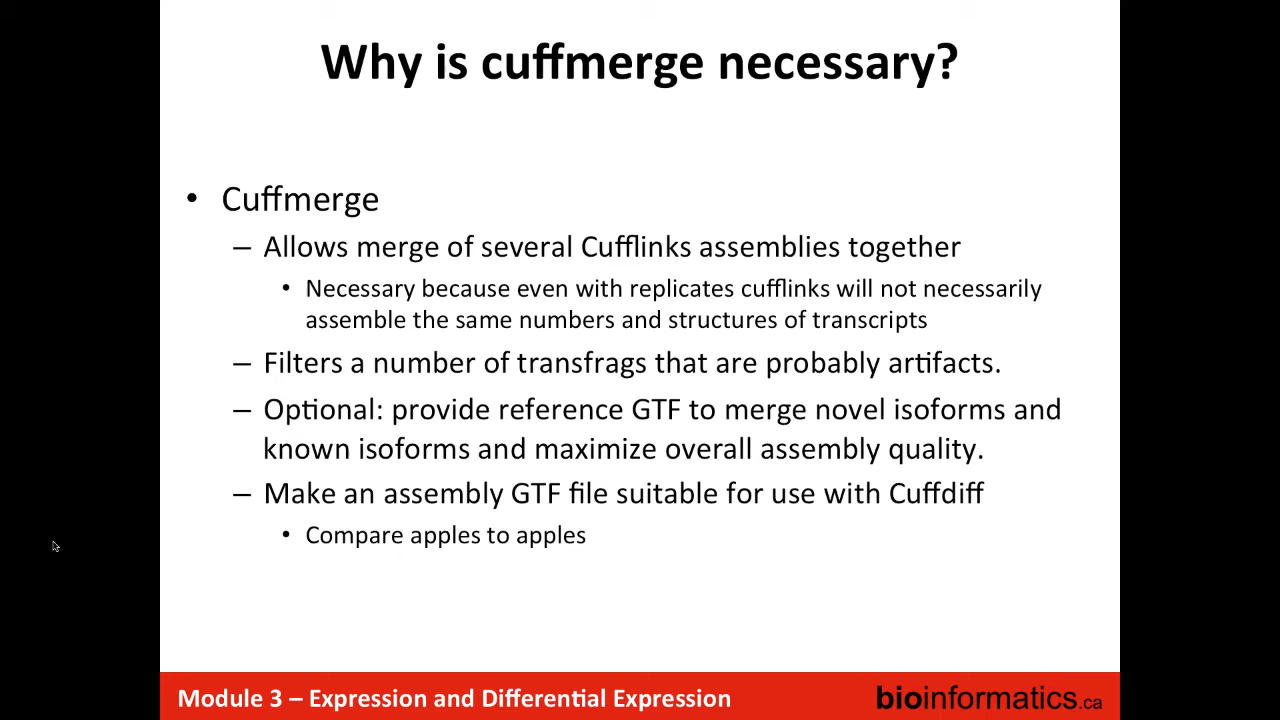 Why is cuffmerge necessary?
• Cuffmerge
– Allows merge of several Cufflinks assemblies together
• Necessary because even with replicates cufflinks will not necessarily
assemble the same numbers and structures of transcripts
– Filters a number of transfrags that are probably artifacts.
– Optional: provide reference GTF to merge novel isoforms and
known isoforms and maximize overall assembly quality.
– Make an assembly GTF file suitable for use with Cuffdiff
• Compare apples to apples
Module 3 – Expression and Differential Expression
bioinformatics.ca